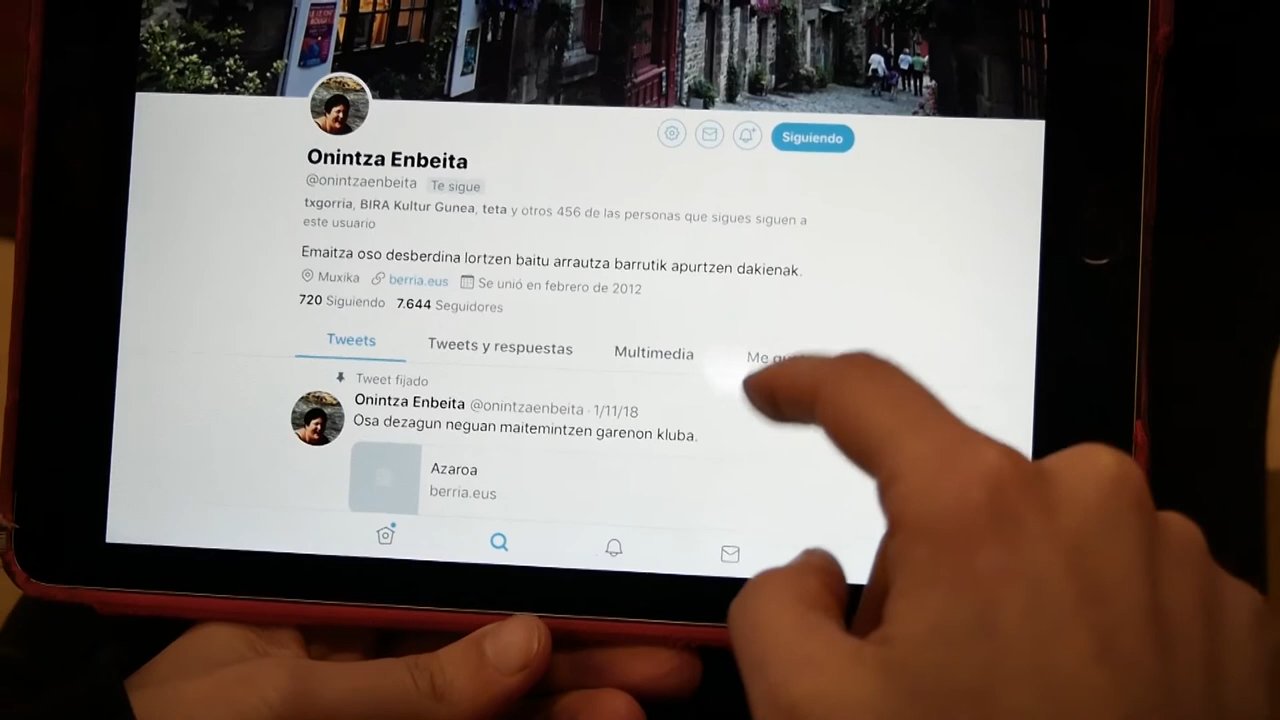 Siguiendo
Onintza Enbeita
@onintzaenbeita Te sigue
txgorria, BIRA Kultur Gunea, teta y otros 456 de las personas que sigues siguen a
este usuario
Emaitza oso desberdina lortzen baitu arrautza barrutik apurtzen dakienak.
Muxika berria.eus Se unió en febrero de 2012
720 Siguiendo 7.644 Seguidores
Tweets Tweets y respuestas Multimedia Me
Tweet fijado
Onintza Enbeita @onintzaenbeita · 1/11/18
Osa dezagun neguan maitemintzen garenon kluba.
Azaroa
berria.eus